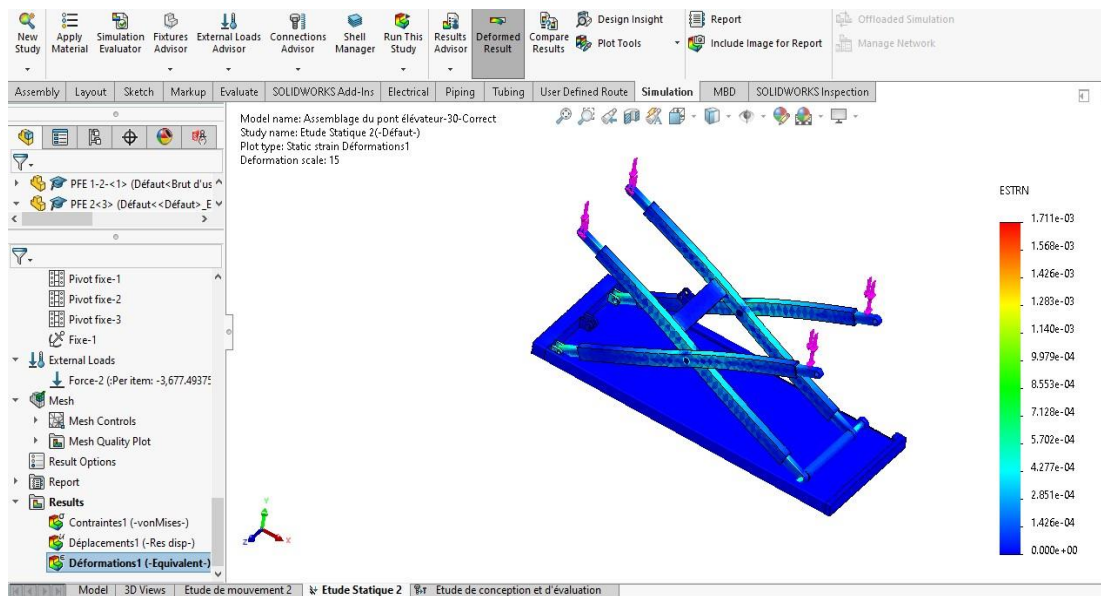 New Study
Apply Material
Simulation Evaluator
Fixtures Advisor
External Loads Advisor
Connections Advisor
Shell Manager
Run This Study
Results Advisor
Deformed Result
Compare Results
Design Insight
Plot Tools
Report
Include Image for Report
Offloaded Simulation
Manage Network
Assembly Layout Sketch Markup Evaluate SOLIDWORKS Add-Ins Electrical Piping Tubing User Defined Route Simulation MBD SOLIDWORKS Inspection
Model name: Assemblage du pont élévateur-30-Correct
Study name: Etude Statique 2(-Défaut-)
Plot type: Static strain Déformations1
Deformation scale: 15
PFE 1-2-<1> (Défaut<Brut d'us
PFE 2<3> (Défaut<<Défaut>_E
Pivot fixe-1
Pivot fixe-2
Pivot fixe-3
Fixe-1
External Loads
Force-2 (:Per item: -3,677.49375
Mesh
Mesh Controls
Mesh Quality Plot
Result Options
Report
Results
Contraintes1 (-vonMises-)
Déplacements1 (-Res disp-)
Déformations1 (-Equivalent-)
Y
Z
X
ESTRN
1.711e-03
1.568e-03
1.426e-03
1.283e-03
1.140e-03
9.979e-04
8.553e-04
7.128e-04
5.702e-04
4.277e-04
2.851e-04
1.426e-04
0.000e+00
Model 3D Views Etude de mouvement 2 Etude Statique 2 Etude de conception et d'évaluation